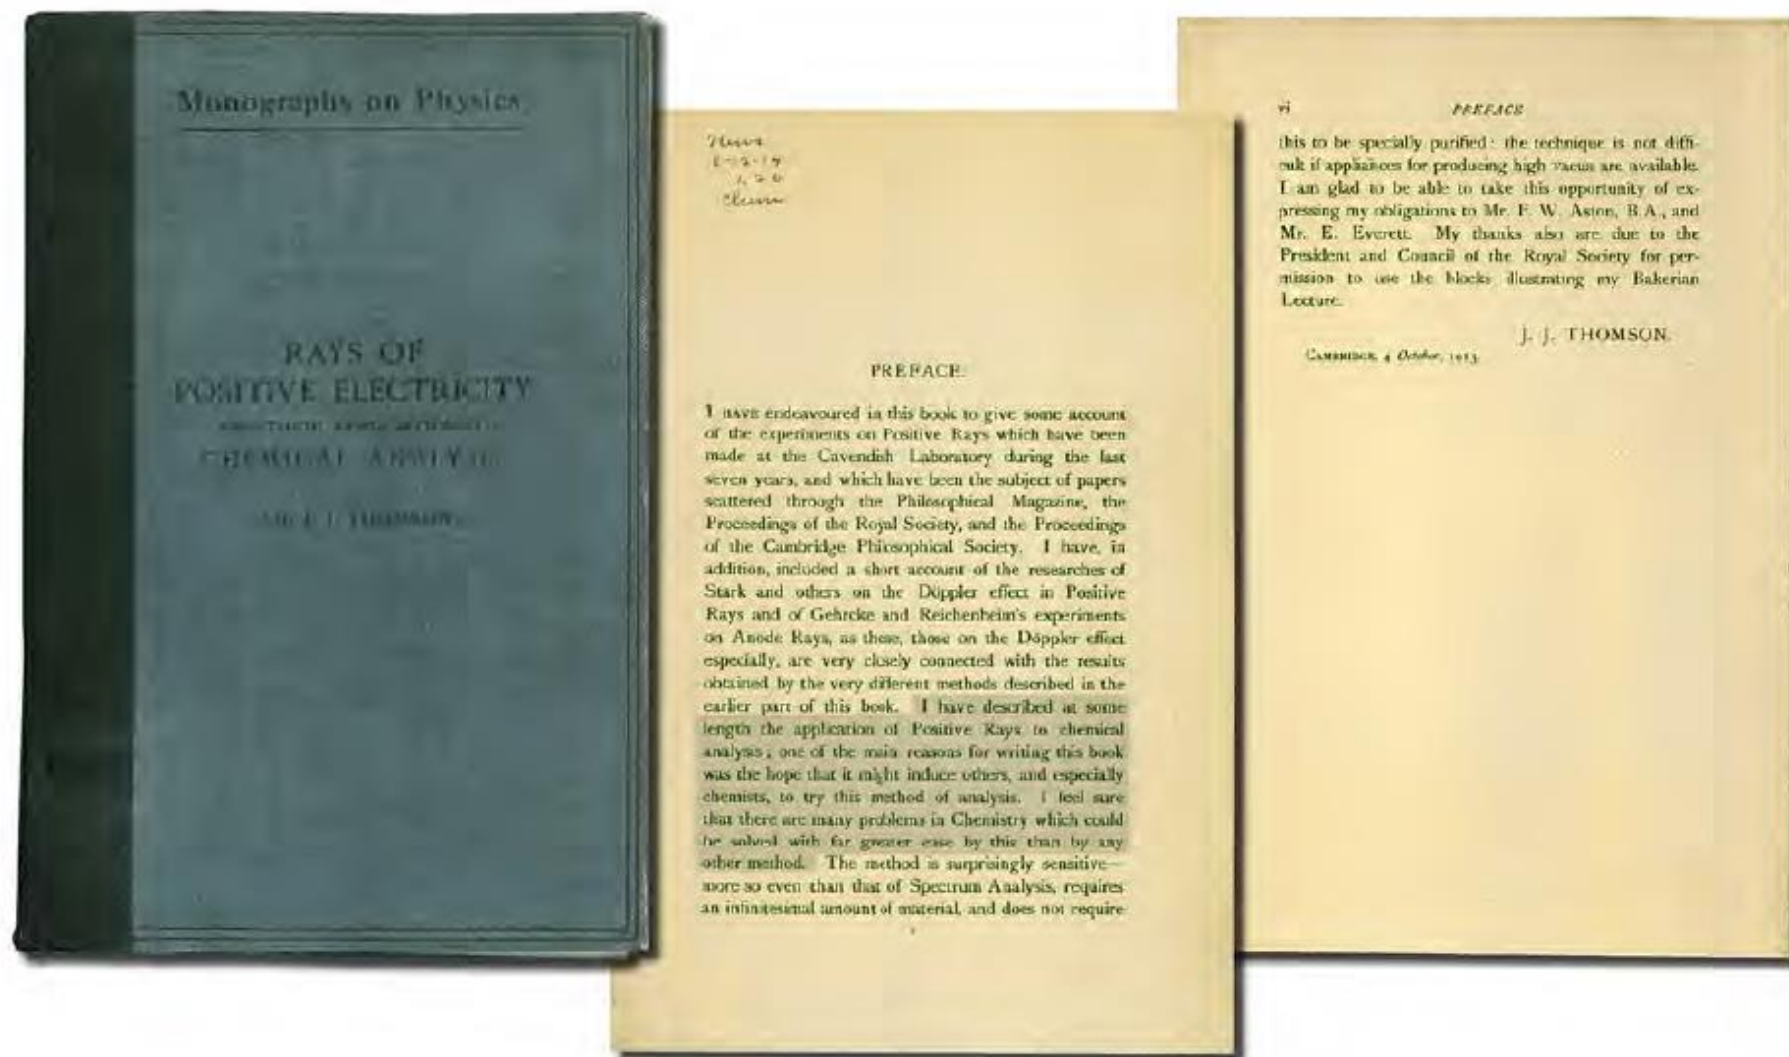 Monographs on Physics
RAYS OF
POSITIVE ELECTRICITY
CHEMICAL ANALYSIS
SIR J. J. THOMSON
News
Chem
PREFACE.
I HAVE endeavoured in this book to give some account
of the experiments on Positive Rays which have been
made at the Cavendish Laboratory during the last
seven years, and which have been the subject of papers
scattered through the Philosophical Magazine, the
Proceedings of the Royal Society, and the Proceedings
of the Cambridge Philosophical Society. I have, in
addition, included a short account of the researches of
Stark and others on the Döppler effect in Positive
Rays and of Gehrcke and Reichenheim's experiments
on Anode Rays, as these, those on the Döppler effect
especially, are very closely connected with the results
obtained by the very different methods described in the
earlier part of this book. I have described at some
length the application of Positive Rays to chemical
analysis; one of the main reasons for writing this book
was the hope that it might induce others, and especially
chemists, to try this method of analysis. I feel sure
that there are many problems in Chemistry which could
be solved with far greater ease by this than by any
other method. The method is surprisingly sensitive—
more so even than that of Spectrum Analysis, requires
an infinitesimal amount of material, and does not require
vi PREFACE
this to be specially purified: the technique is not diffi-
cult if appliances for producing high vacua are available.
I am glad to be able to take this opportunity of ex-
pressing my obligations to Mr. F. W. Aston, B.A., and
Mr. E. Everett. My thanks also are due to the
President and Council of the Royal Society for per-
mission to use the blocks illustrating my Bakerian
Lecture.
J. J. THOMSON.
CAMBRIDGE, 4 October, 1913.